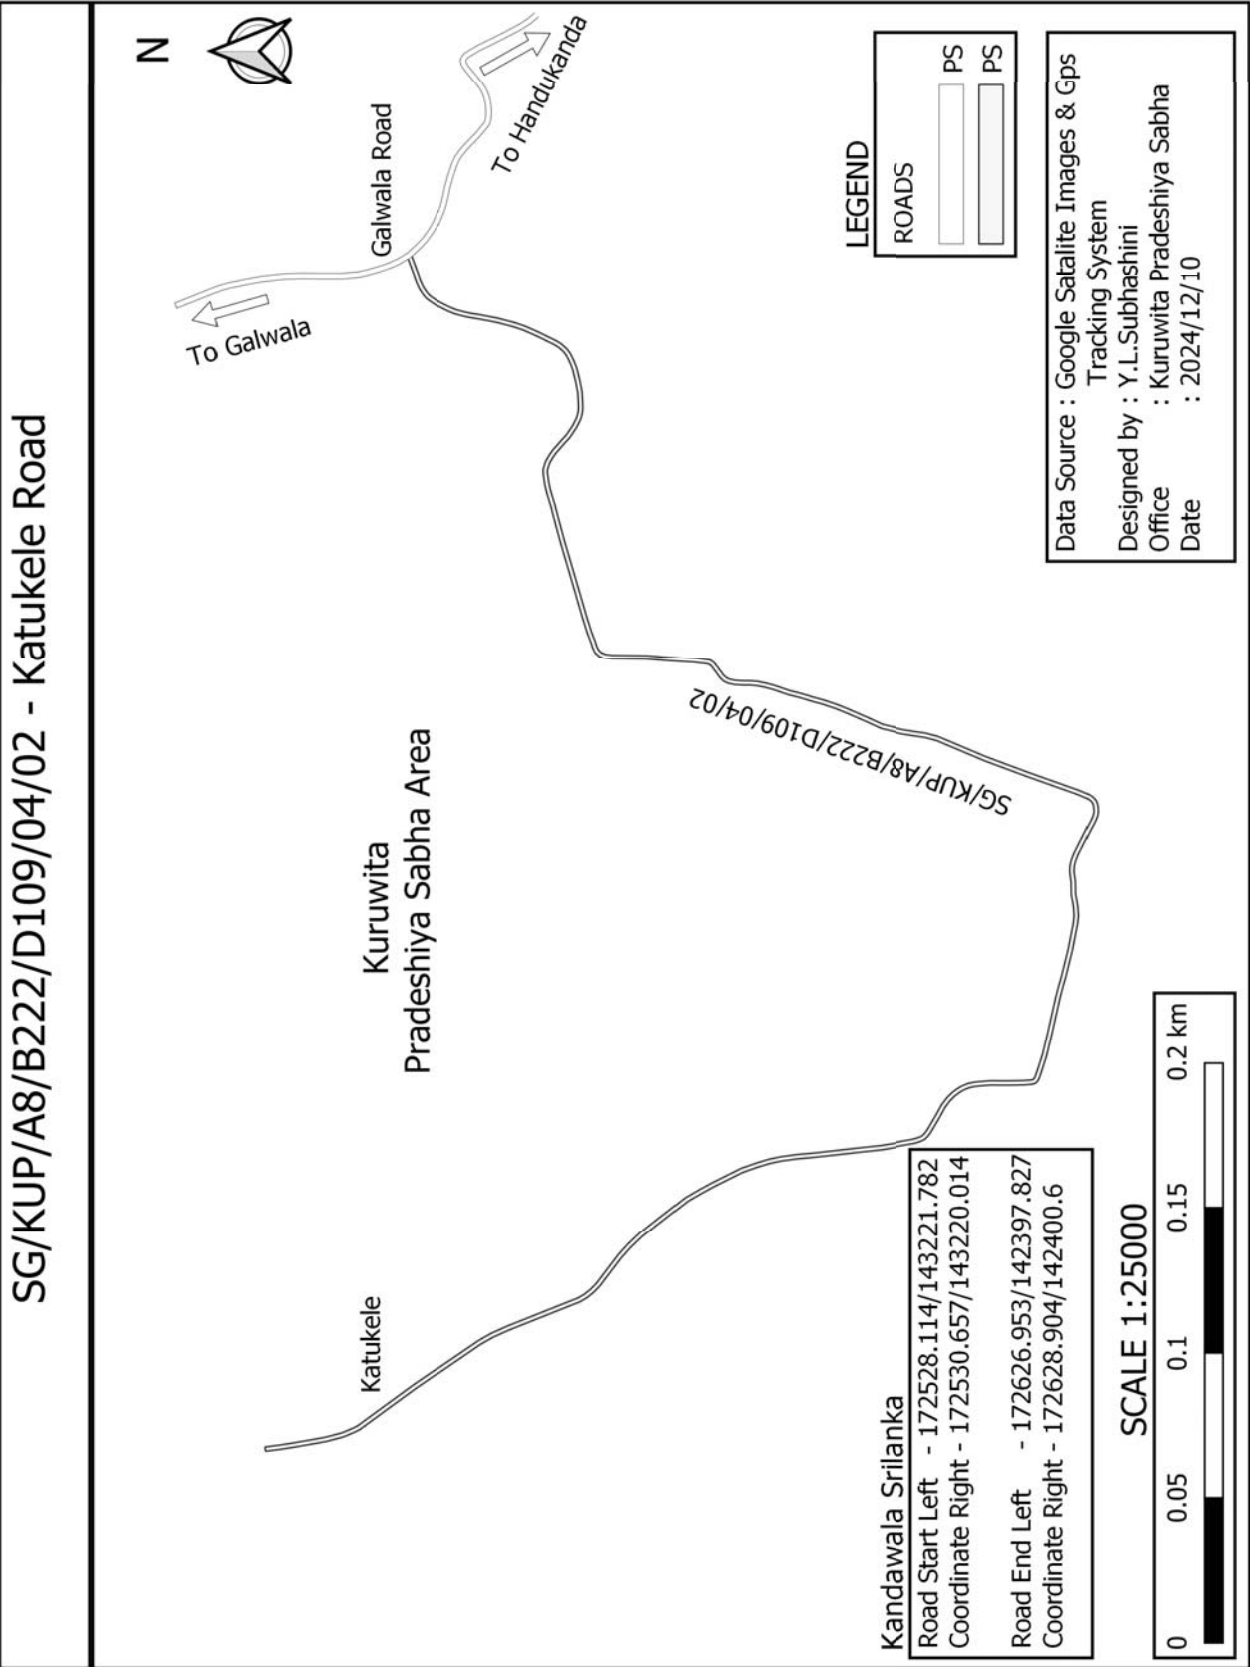 SG/KUP/A8/B222/D109/04/02 - Katukele Road
N
To Galwala
Galwala Road
To Handukanda
Kuruwita
Pradeshiya Sabha Area
Katukele
SG/KUP/A8/B222/D109/04/02
LEGEND
ROADS
PS
PS
Kandawala Srilanka
Road Start Left - 172528.114/143221.782
Coordinate Right - 172530.657/143220.014
Road End Left - 172626.953/142397.827
Coordinate Right - 172628.904/142400.6
SCALE 1:25000
0 0.05 0.1 0.15 0.2 km
Data Source : Google Satalite Images & Gps
Tracking System
Designed by : Y.L.Subhashini
Office : Kuruwita Pradeshiya Sabha
Date : 2024/12/10